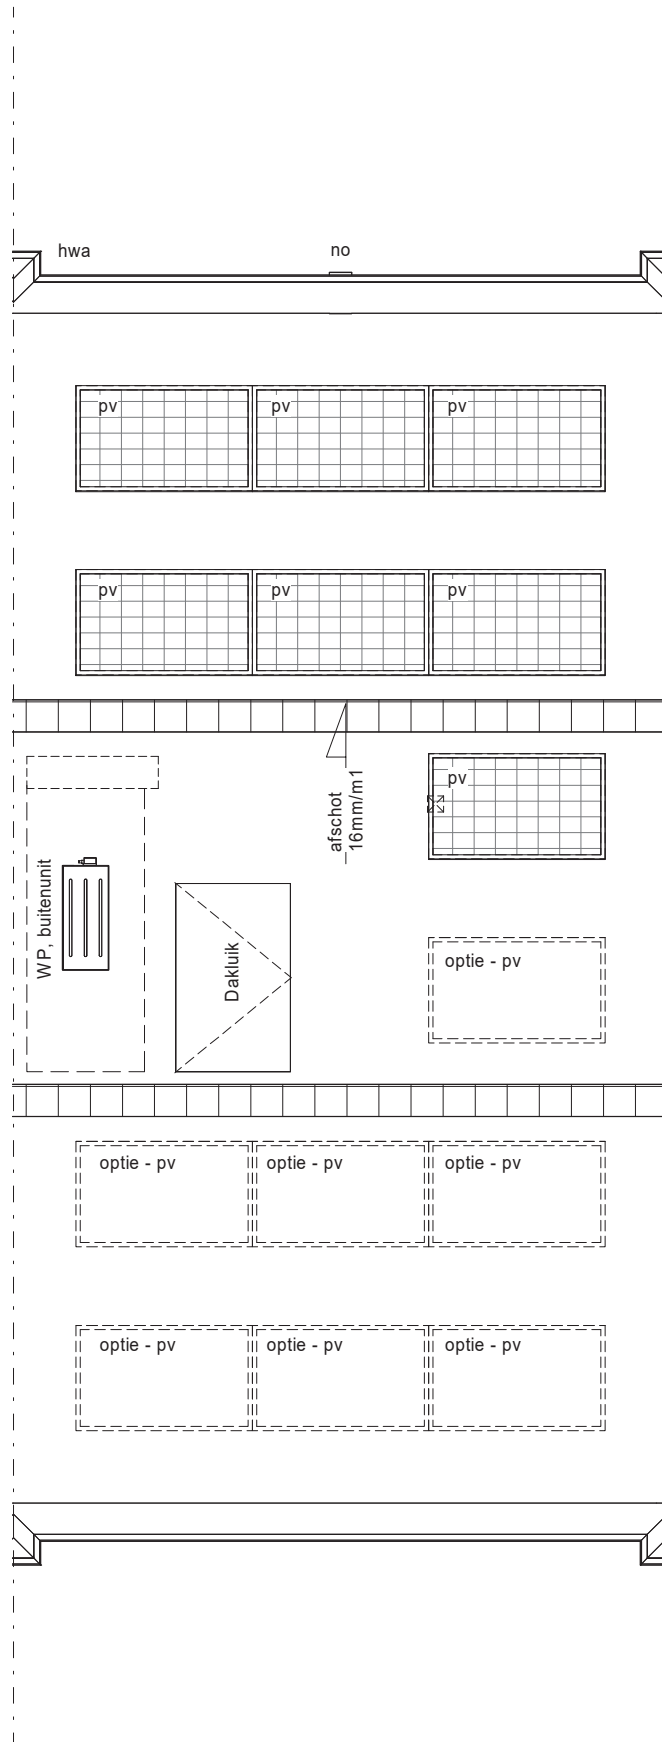 hwa
no
pv
pv
pv
pv
pv
pv
afschot
16mm/m1
pv
WP, buitenunit
Dakluik
optie - pv
optie - pv
optie - pv
optie - pv
optie - pv
optie - pv
optie - pv